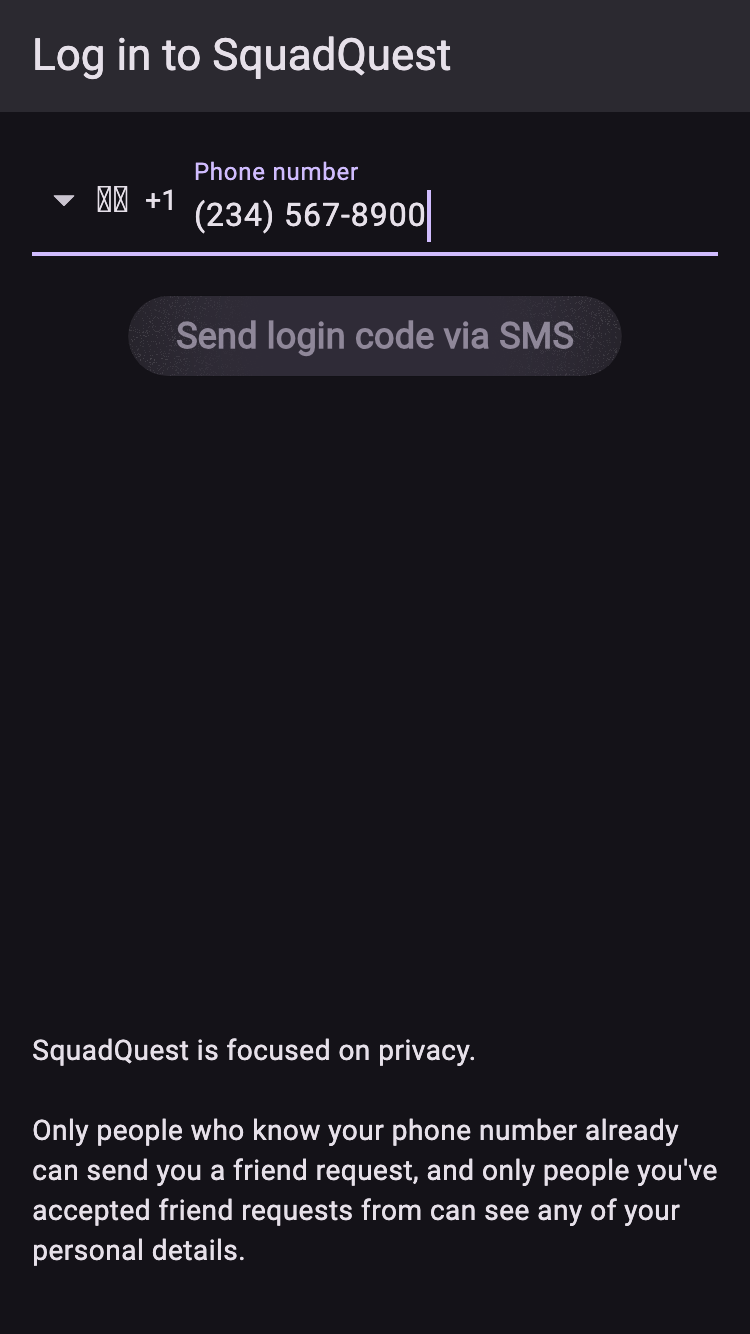 Log in to SquadQuest
Phone number
+1 (234) 567-8900
Send login code via SMS
SquadQuest is focused on privacy.
Only people who know your phone number already
can send you a friend request, and only people you've
accepted friend requests from can see any of your
personal details.